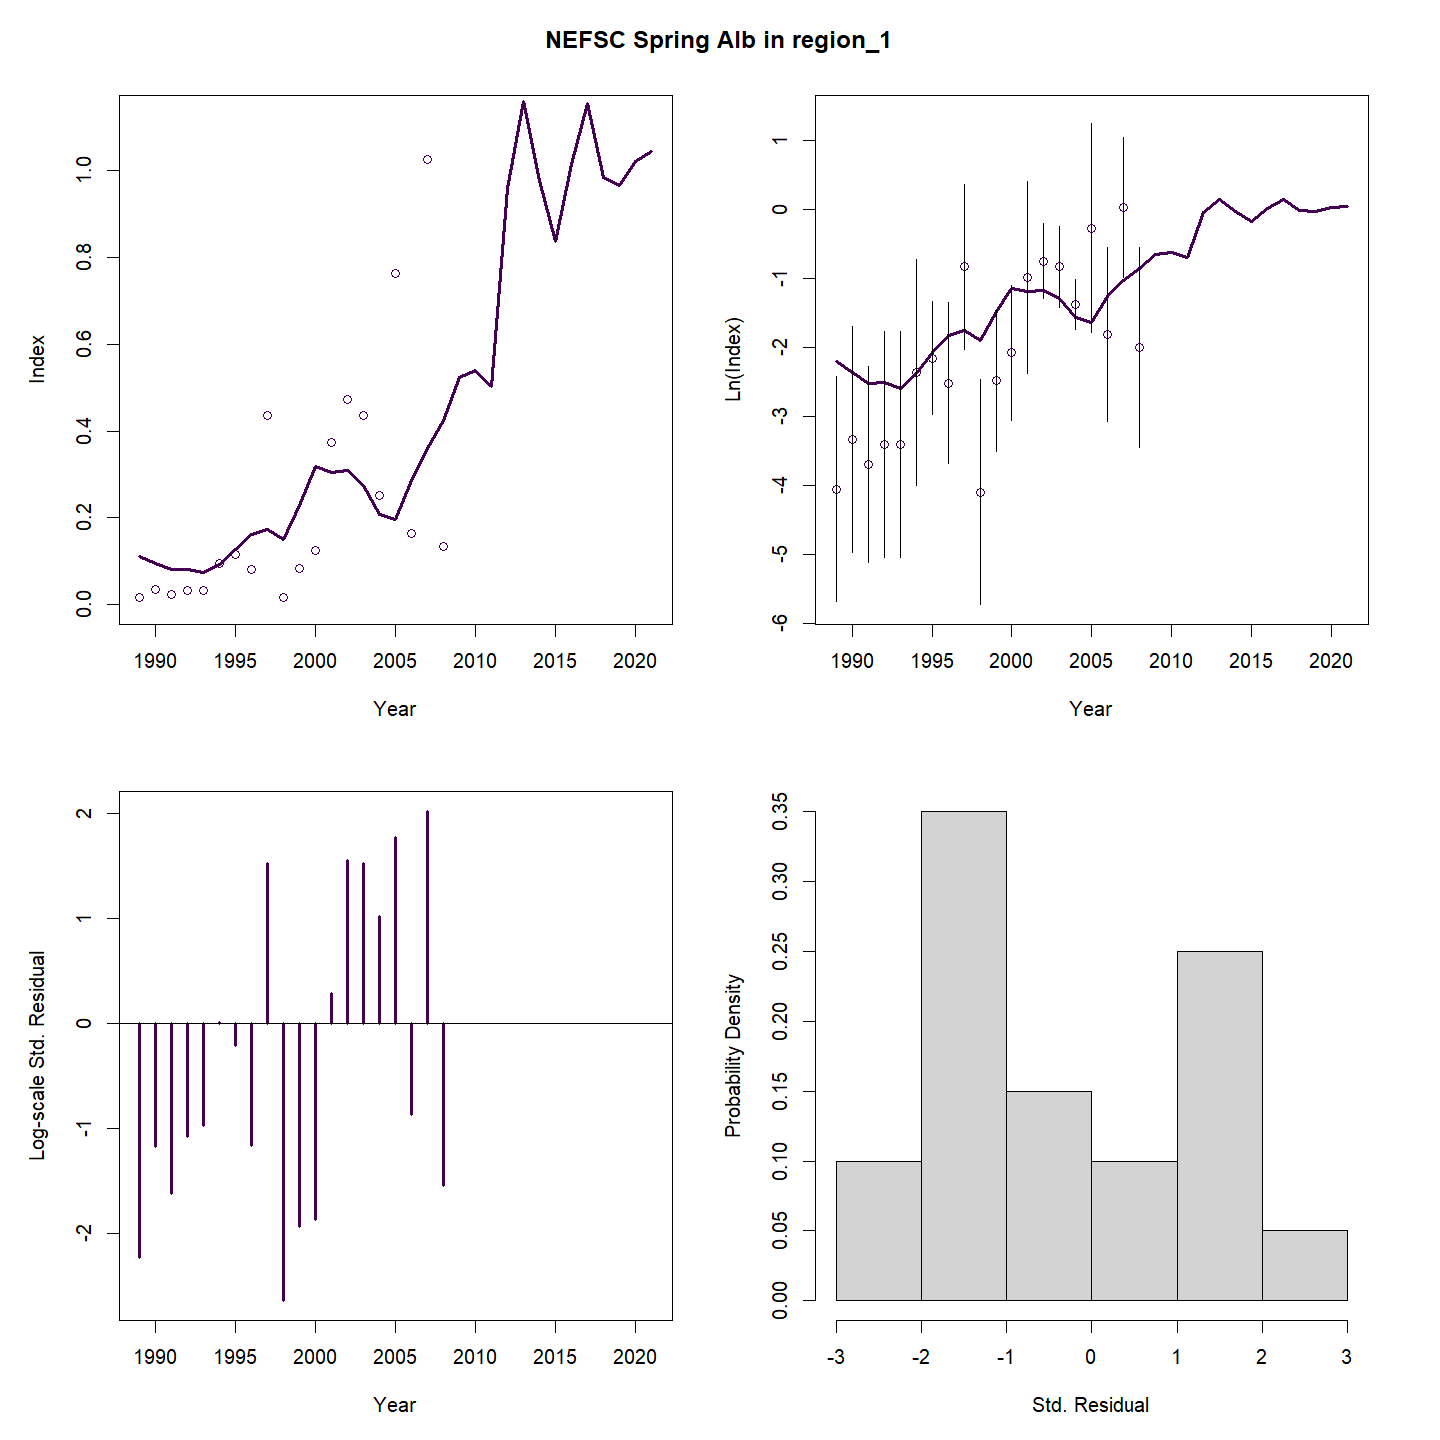 NEFSC Spring Alb in region_1
Index
0.0 0.2 0.4 0.6 0.8 1.0
1990 1995 2000 2005 2010 2015 2020
Year
Ln(Index)
-6 -5 -4 -3 -2 -1 0 1
1990 1995 2000 2005 2010 2015 2020
Year
Log-scale Std. Residual
-2 -1 0 1 2
1990 1995 2000 2005 2010 2015 2020
Year
Probability Density
0.00 0.05 0.10 0.15 0.20 0.25 0.30 0.35
-3 -2 -1 0 1 2 3
Std. Residual